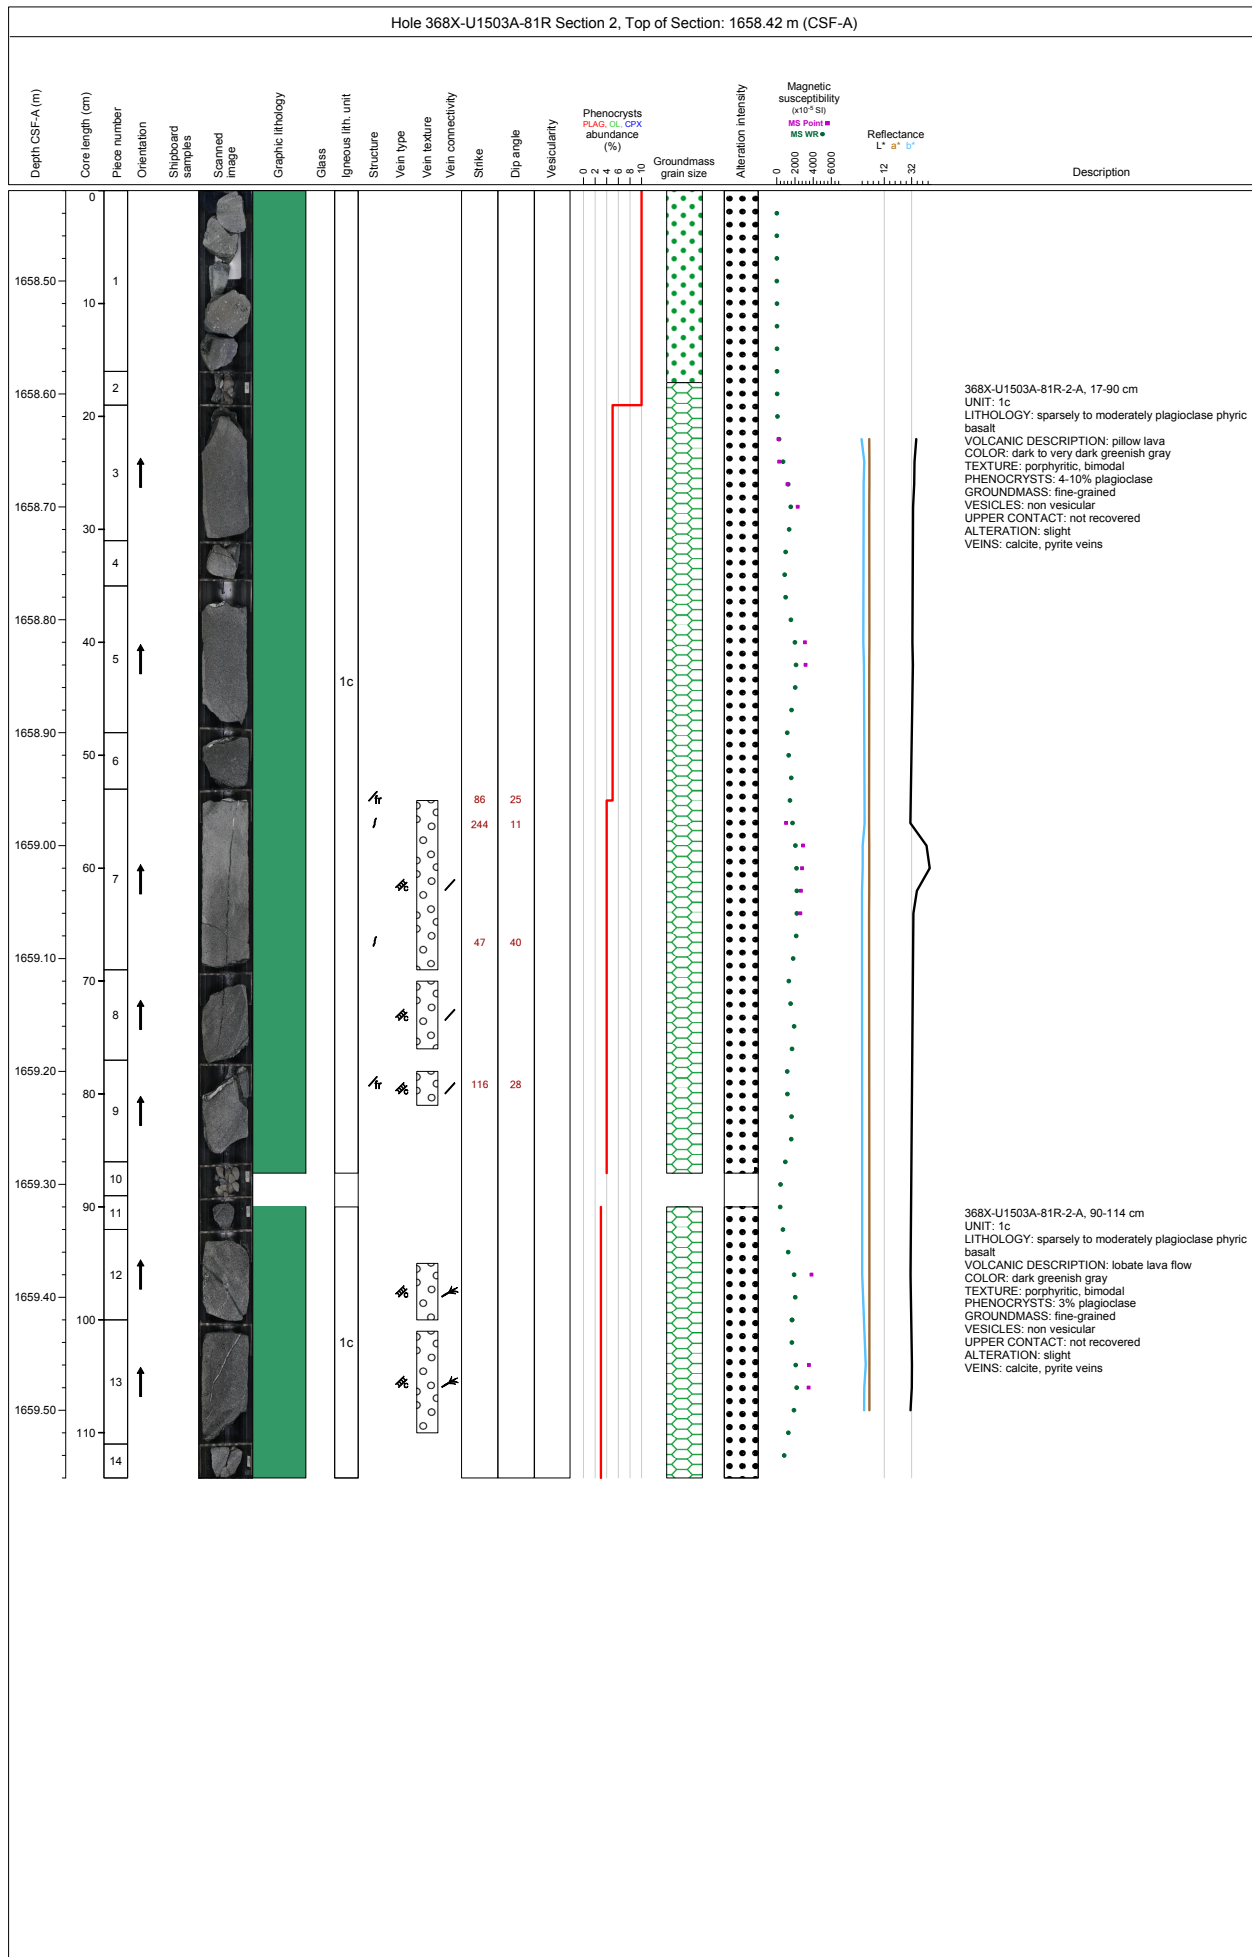 Hole 368X-U1503A-81R Section 2, Top of Section: 1658.42 m (CSF-A)
Depth CSF-A (m)
Core length (cm)
Piece number
Orientation
Shipboard
samples
Scanned
image
Graphic lithology
Glass
Igneous lith. unit
Structure
Vein type
Vein texture
Vein connectivity
Strike
Dip angle
Vesicularity
Phenocrysts
PLAG, OL, CPX
abundance
(%)
0 2 4 6 8 10
Groundmass
grain size
Alteration intensity
Magnetic
susceptibility
(x10⁻⁵ SI)
MS Point
MS WR
0 2000 4000 6000
Reflectance
L* a* b*
12 32
Description
0
1
1658.50
10
2
1658.60
20
3
1658.70
30
4
1658.80
40
5
1c
1658.90
50
6
fr 86 25
244 11
1659.00
60
7
c
47 40
1659.10
70
8
c
1659.20
fr c 116 28
80
9
10
1659.30
90
11
12
c
1659.40
100
1c
13
c
1659.50
110
14
368X-U1503A-81R-2-A, 17-90 cm
UNIT: 1c
LITHOLOGY: sparsely to moderately plagioclase phyric
basalt
VOLCANIC DESCRIPTION: pillow lava
COLOR: dark to very dark greenish gray
TEXTURE: porphyritic, bimodal
PHENOCRYSTS: 4-10% plagioclase
GROUNDMASS: fine-grained
VESICLES: non vesicular
UPPER CONTACT: not recovered
ALTERATION: slight
VEINS: calcite, pyrite veins
368X-U1503A-81R-2-A, 90-114 cm
UNIT: 1c
LITHOLOGY: sparsely to moderately plagioclase phyric
basalt
VOLCANIC DESCRIPTION: lobate lava flow
COLOR: dark greenish gray
TEXTURE: porphyritic, bimodal
PHENOCRYSTS: 3% plagioclase
GROUNDMASS: fine-grained
VESICLES: non vesicular
UPPER CONTACT: not recovered
ALTERATION: slight
VEINS: calcite, pyrite veins